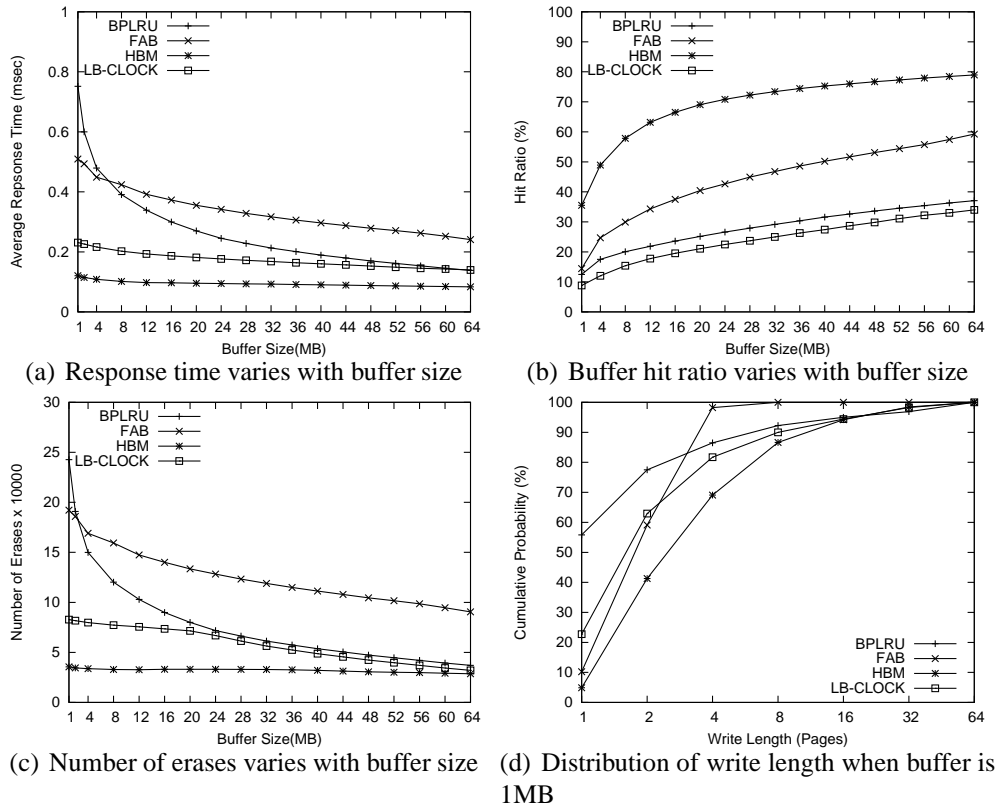 BPLRU
FAB
HBM
LB-CLOCK
Average Repsonse Time (msec)
1
0.8
0.6
0.4
0.2
0
1 4 8 12 16 20 24 28 32 36 40 44 48 52 56 60 64
Buffer Size(MB)
(a) Response time varies with buffer size
BPLRU
FAB
HBM
LB-CLOCK
Hit Ratio (%)
100
90
80
70
60
50
40
30
20
10
0
1 4 8 12 16 20 24 28 32 36 40 44 48 52 56 60 64
Buffer Size(MB)
(b) Buffer hit ratio varies with buffer size
BPLRU
FAB
HBM
LB-CLOCK
Number of Erases x 10000
30
25
20
15
10
5
0
1 4 8 12 16 20 24 28 32 36 40 44 48 52 56 60 64
Buffer Size(MB)
(c) Number of erases varies with buffer size
Cumulative Probability (%)
100
90
80
70
60
50
40
30
20
10
0
BPLRU
FAB
HBM
LB-CLOCK
1 2 4 8 16 32 64
Write Length (Pages)
(d) Distribution of write length when buffer is
1MB